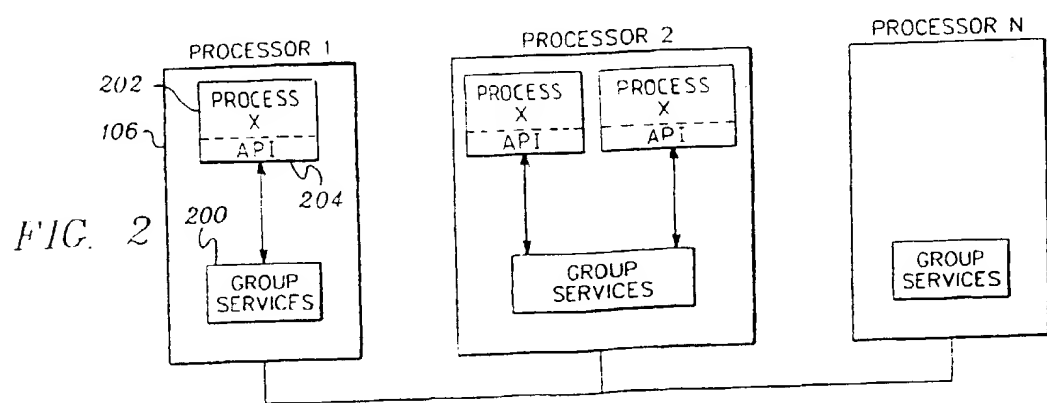 PROCESSOR 1
202
PROCESS
X
API
106
204
200
GROUP
SERVICES
FIG. 2
PROCESSOR 2
PROCESS
X
API
PROCESS
X
API
GROUP
SERVICES
PROCESSOR N
GROUP
SERVICES